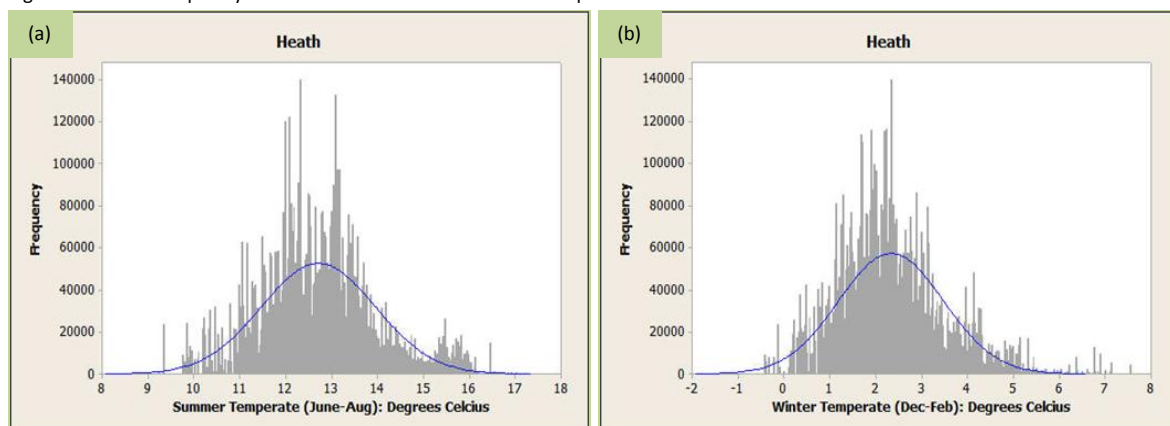 (a)
Heath
140000
120000
100000
80000
60000
40000
20000
0
Frequency
8 9 10 11 12 13 14 15 16 17 18
Summer Temperate (June-Aug): Degrees Celcius
(b)
Heath
140000
120000
100000
80000
60000
40000
20000
0
Frequency
-2 -1 0 1 2 3 4 5 6 7 8
Winter Temperate (Dec-Feb): Degrees Celcius